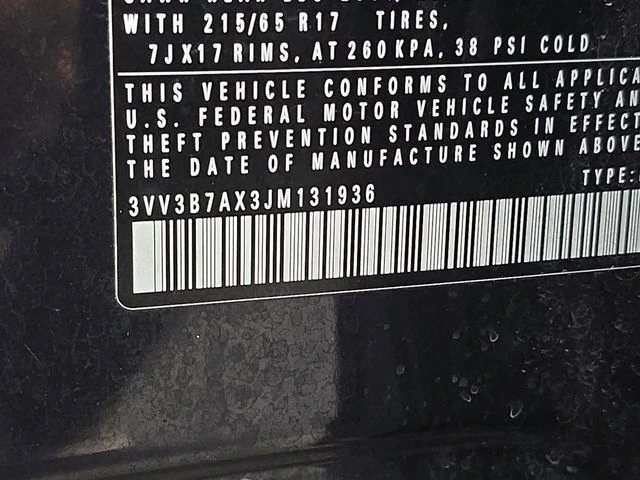 WITH 215/65 R17 TIRES,
7JX17 RIMS, AT 260 KPA, 38 PSI COLD
THIS VEHICLE CONFORMS TO ALL APPLICA
U.S. FEDERAL MOTOR VEHICLE SAFETY AN
THEFT PREVENTION STANDARDS IN EFFECT
THE DATE OF MANUFACTURE SHOWN ABOVE
TYPE:
3VV3B7AX3JM131936